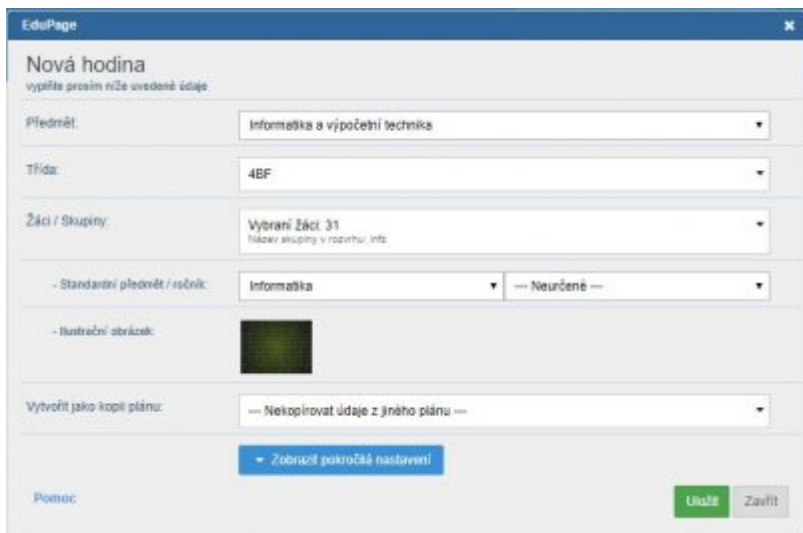 EduPage
Nová hodina
vyplňte prosím níže uvedené údaje
Předmět:
Informatika a výpočetní technika
Třída:
4BF
Žáci / Skupiny:
Vybraní žáci: 31
Název skupiny v rozvrhu: Infz
- Standardní předmět / ročník:
Informatika
--- Neurčené ---
- Ilustrační obrázek:
Vytvořit jako kopii plánu:
--- Nekopírovat údaje z jiného plánu ---
Zobrazit pokročilá nastavení
Pomoc
Uložit
Zavřít